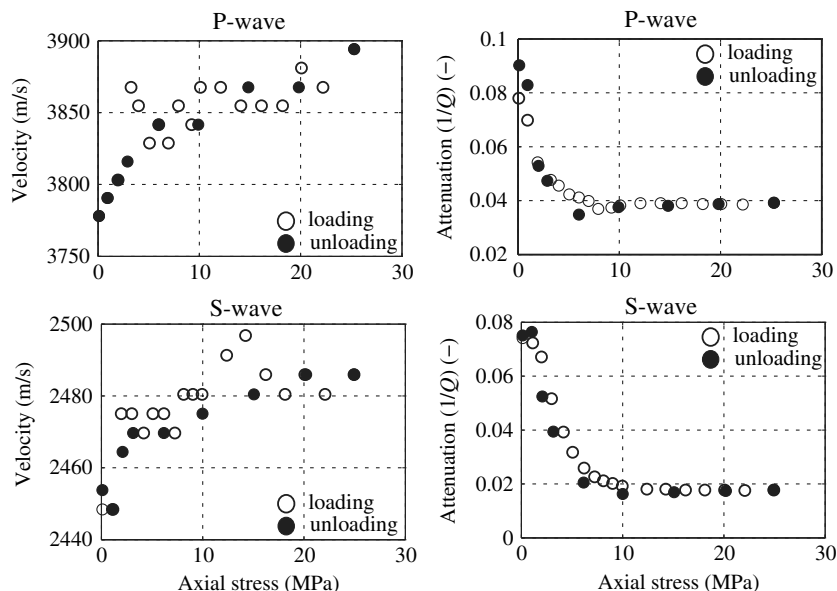 P-wave
Velocity (m/s)
3900
3850
3800
3750
0
10
20
30
loading
unloading
P-wave
Attenuation (1/Q) (−)
0.1
0.08
0.06
0.04
0.02
0
10
20
30
loading
unloading
S-wave
Velocity (m/s)
2500
2480
2460
2440
0
10
20
30
loading
unloading
Axial stress (MPa)
S-wave
Attenuation (1/Q) (−)
0.08
0.06
0.04
0.02
0
0
10
20
30
loading
unloading
Axial stress (MPa)